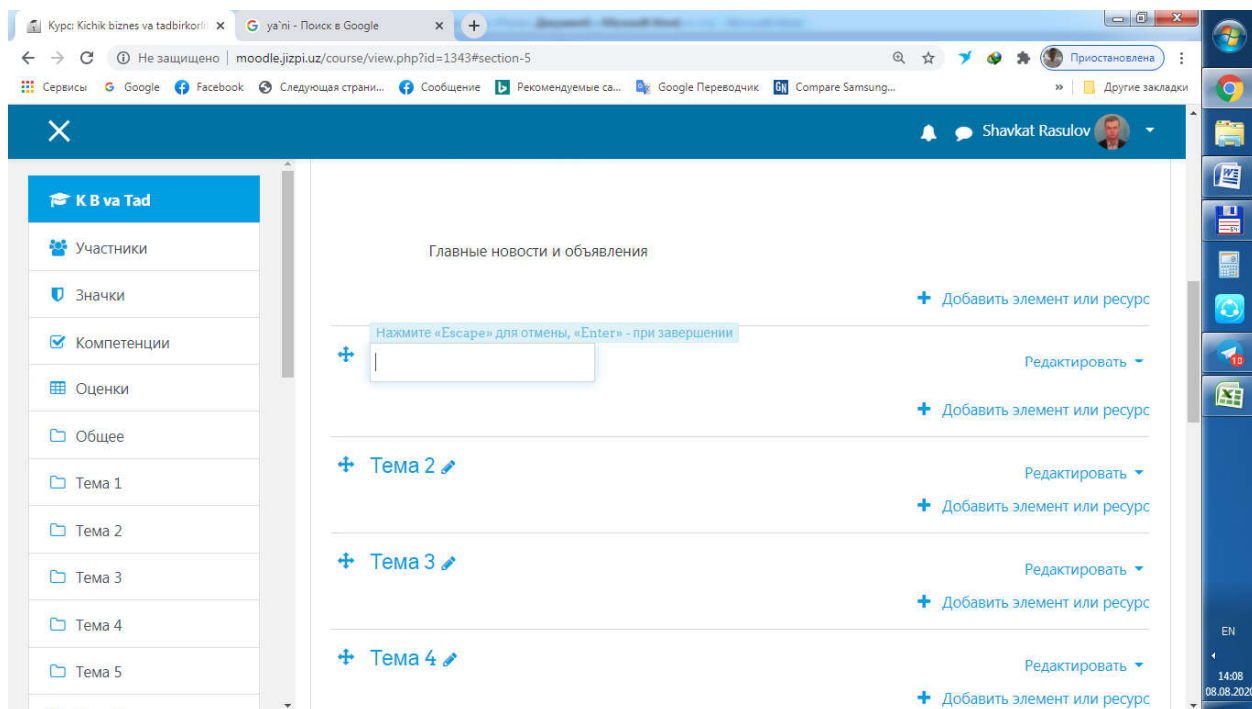 Курс: Kichik biznes va tadbirkorli
ya`ni - Поиск в Google
Не защищено | moodle.jizpi.uz/course/view.php?id=1343#section-5
Приостановлена
Сервисы Google Facebook Следующая страни... Сообщение Рекомендуемые са... Google Переводчик Compare Samsung... » Другие закладки
Shavkat Rasulov
K B va Tad
Участники
Значки
Компетенции
Оценки
Общее
Тема 1
Тема 2
Тема 3
Тема 4
Тема 5
Главные новости и объявления
Добавить элемент или ресурс
Нажмите «Escape» для отмены, «Enter» - при завершении
Редактировать
Добавить элемент или ресурс
Тема 2
Редактировать
Добавить элемент или ресурс
Тема 3
Редактировать
Добавить элемент или ресурс
Тема 4
Редактировать
Добавить элемент или ресурс
64
10
EN
14:08
08.08.2020